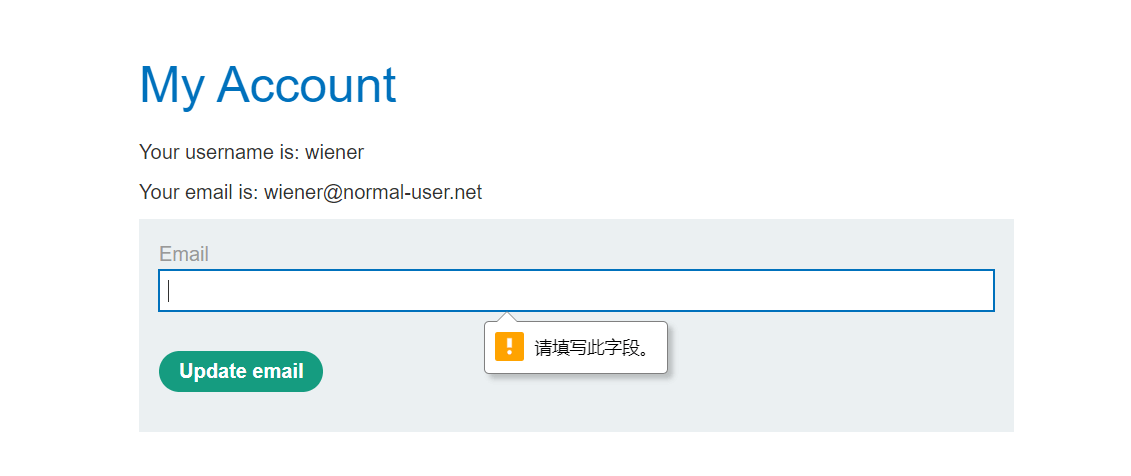 My Account
Your username is: wiener
Your email is: wiener@normal-user.net
Email
请填写此字段。
Update email